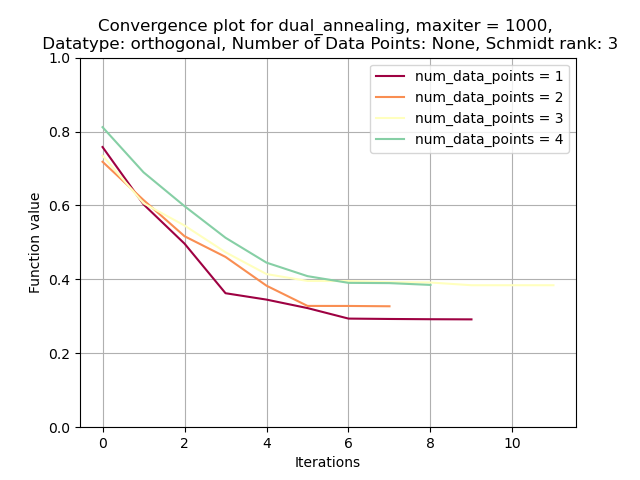 Convergence plot for dual_annealing, maxiter = 1000,
Datatype: orthogonal, Number of Data Points: None, Schmidt rank: 3
1.0
0.8
0.6
0.4
0.2
0.0
Function value
num_data_points = 1
num_data_points = 2
num_data_points = 3
num_data_points = 4
0 2 4 6 8 10
Iterations